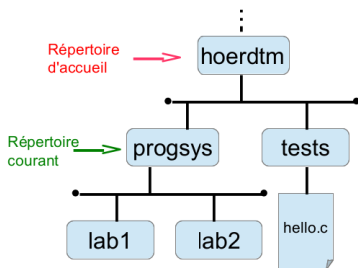 Répertoire
d'accueil
hoerdtm
Répertoire
courant
progsys
tests
lab1
lab2
hello.c